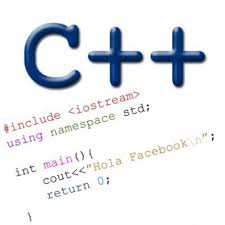 C++
#include <iostream>
using namespace std;
int main(){
cout<<”Hola Facebook\n”;
return 0;
}